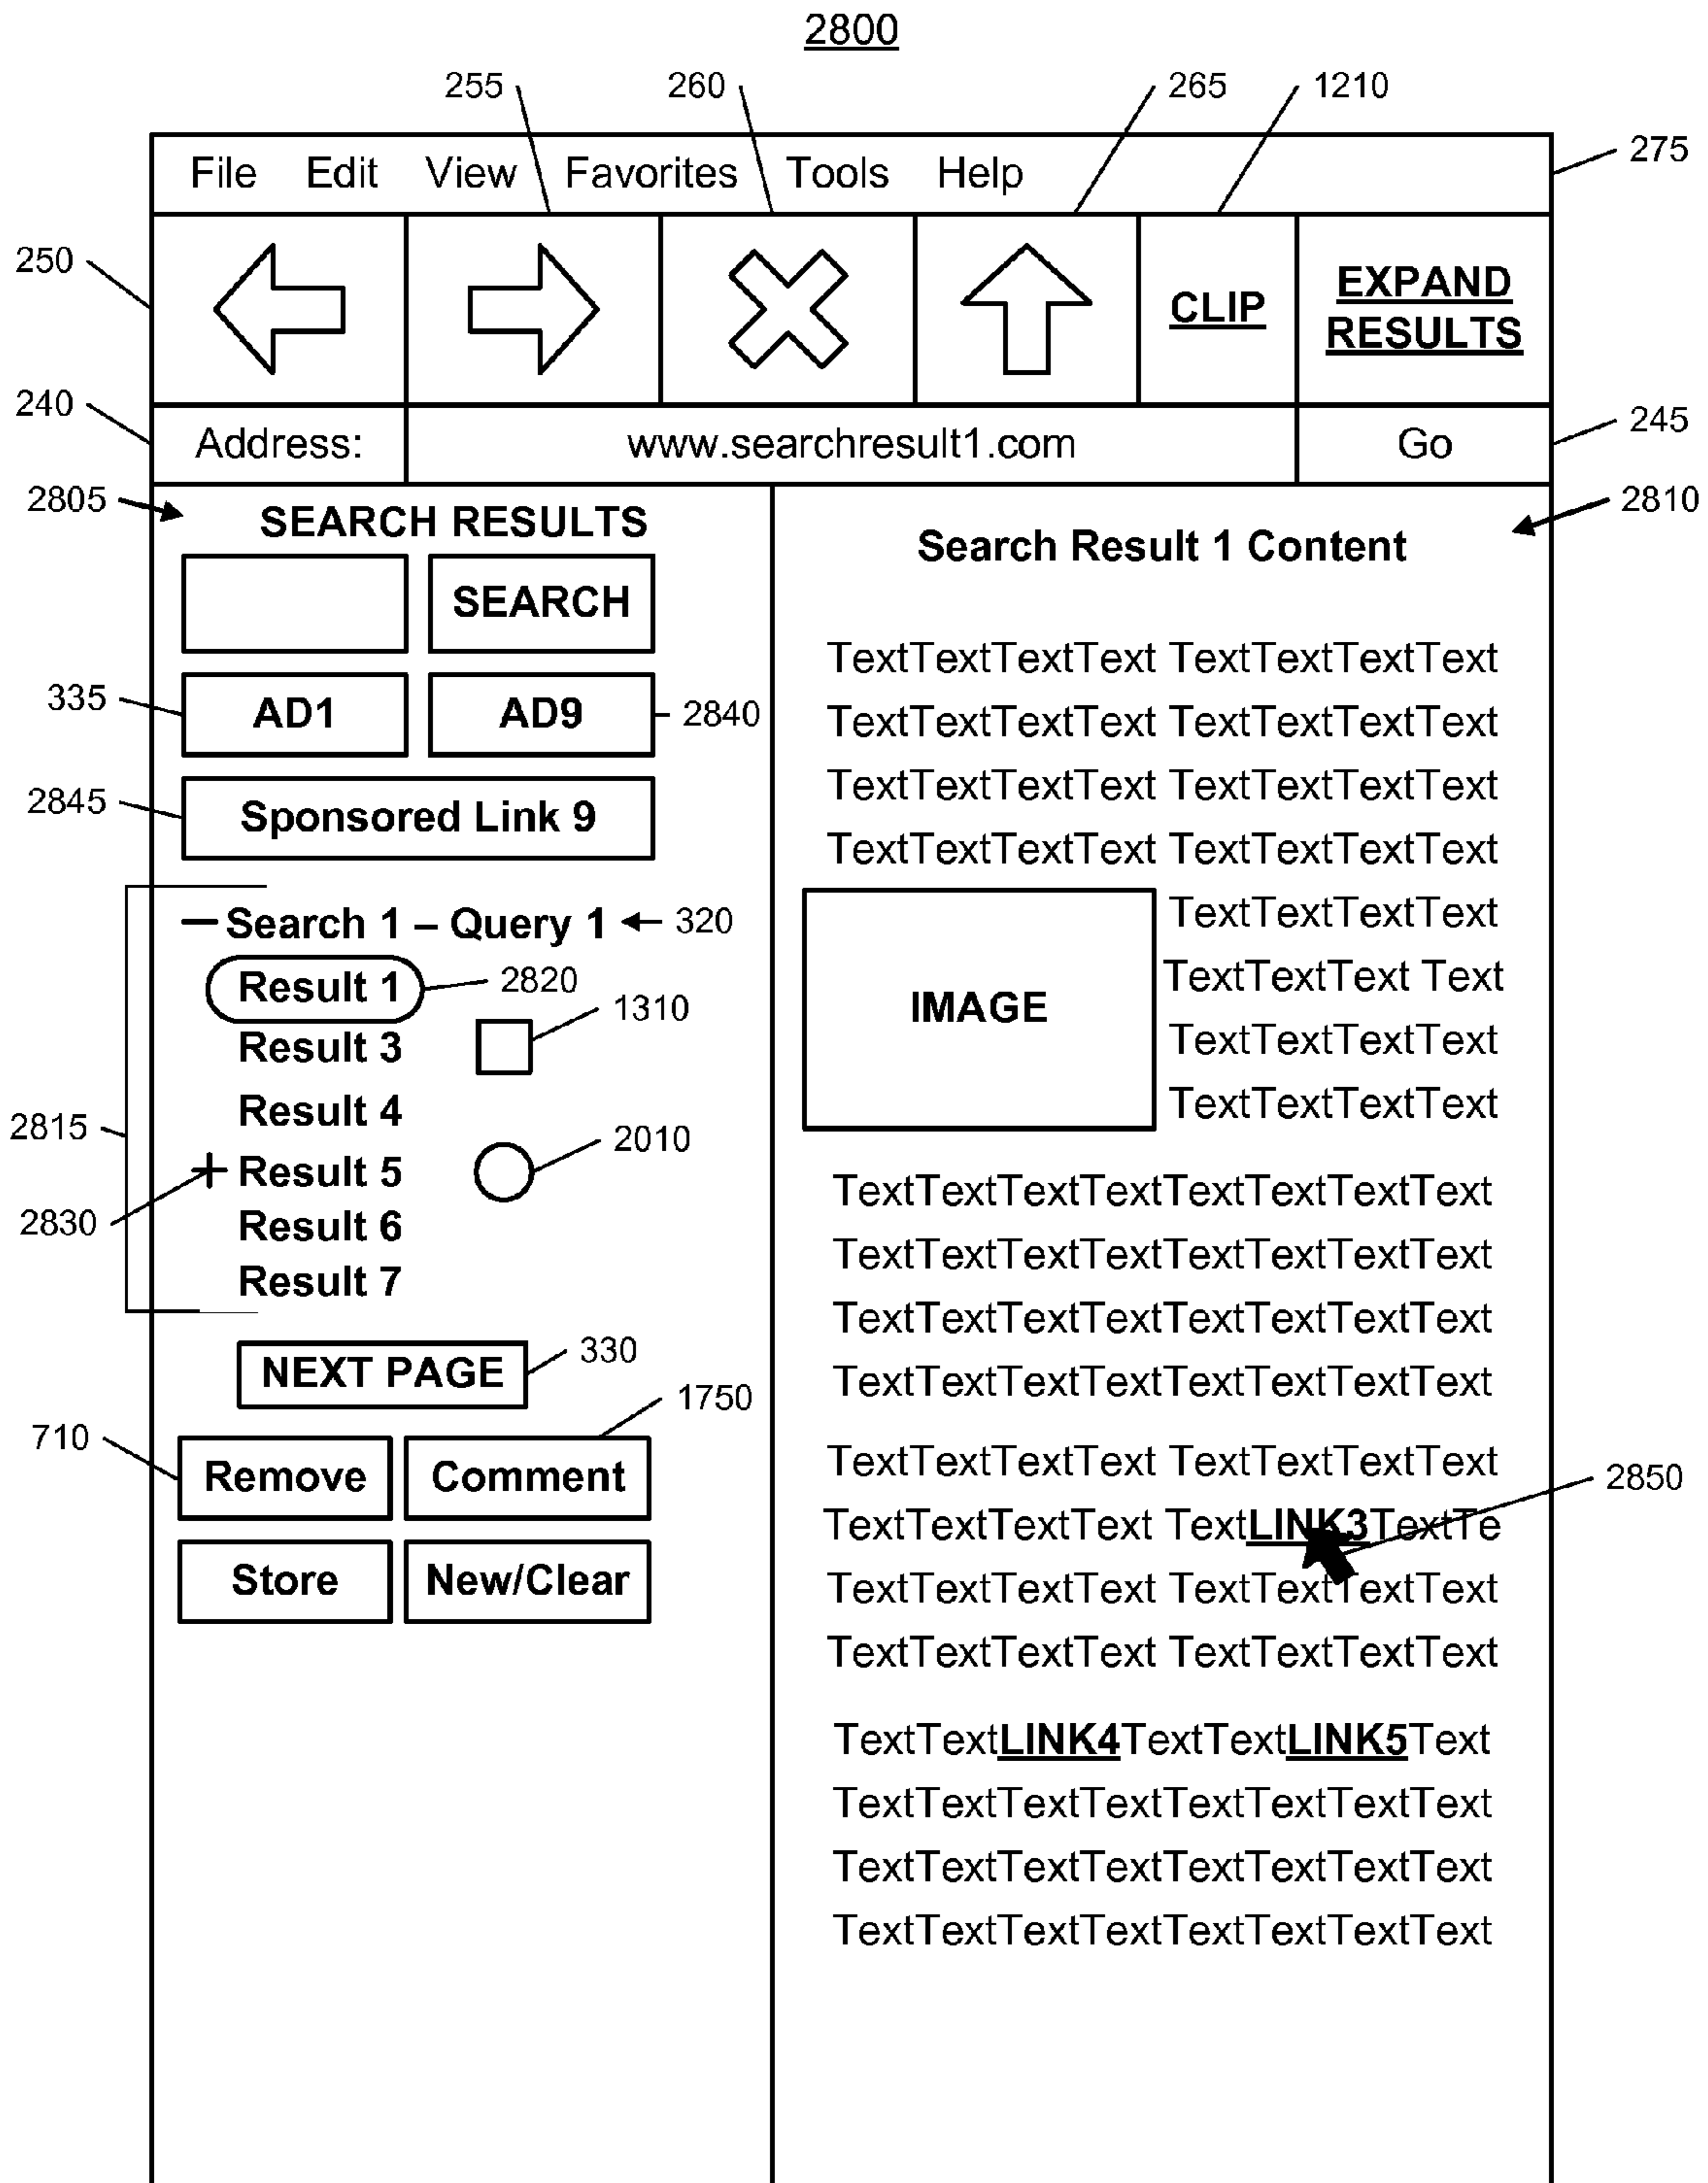 2800
255 260 265 1210
275
File Edit View Favorites Tools Help
250
CLIP
EXPAND
RESULTS
240
Address: www.searchresult1.com Go
245
2805
SEARCH RESULTS
SEARCH
335
AD1 AD9
2840
2845
Sponsored Link 9
– Search 1 – Query 1
320
Result 1
2820
1310
Result 3
Result 4
2815
2010
+ Result 5
2830
Result 6
Result 7
NEXT PAGE
330
1750
710
Remove Comment
Store New/Clear
2810
Search Result 1 Content
TextTextTextText TextTextTextText
TextTextTextText TextTextTextText
TextTextTextText TextTextTextText
TextTextTextText TextTextTextText
TextTextTextText
TextTextText Text
IMAGE
TextTextTextText
TextTextTextText
TextTextTextTextTextTextTextText
TextTextTextTextTextTextTextText
TextTextTextTextTextTextTextText
TextTextTextTextTextTextTextText
TextTextTextText TextTextTextText
2850
TextTextTextText TextLINK3TextTe
TextTextTextText TextTextTextText
TextTextTextText TextTextTextText
TextTextLINK4TextTextLINK5Text
TextTextTextTextTextTextTextText
TextTextTextTextTextTextTextText
TextTextTextTextTextTextTextText